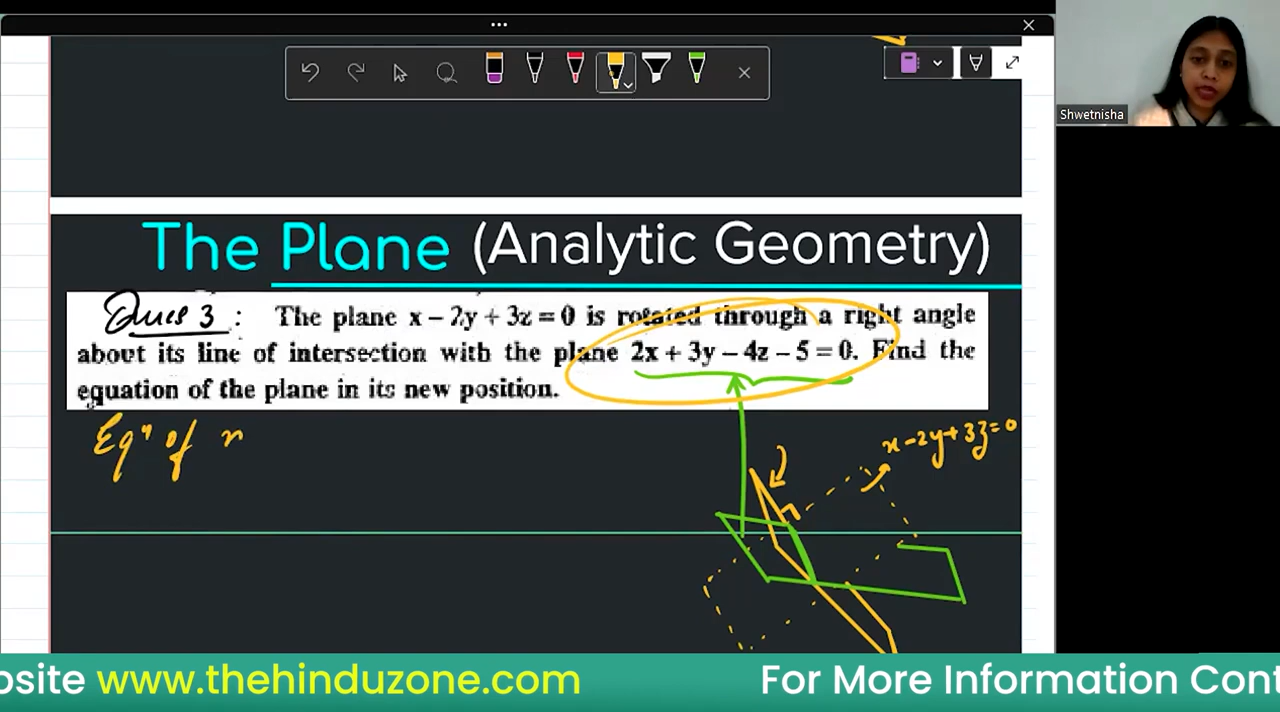 Shwetnisha
The Plane (Analytic Geometry)
Ques 3 : The plane x – 2y + 3z = 0 is rotated through a right angle
about its line of intersection with the plane 2x + 3y – 4z – 5 = 0. Find the
equation of the plane in its new position.
Eqⁿ of n
x-2y+3z=0
osite www.thehinduzone.com For More Information Cont